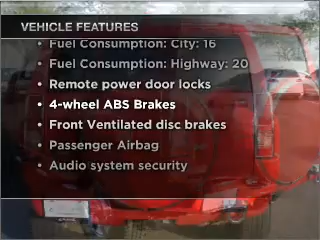 VEHICLE FEATURES
• Fuel Consumption: City: 16
• Fuel Consumption: Highway: 20
• Remote power door locks
• 4-wheel ABS Brakes
• Front Ventilated disc brakes
• Passenger Airbag
• Audio system security